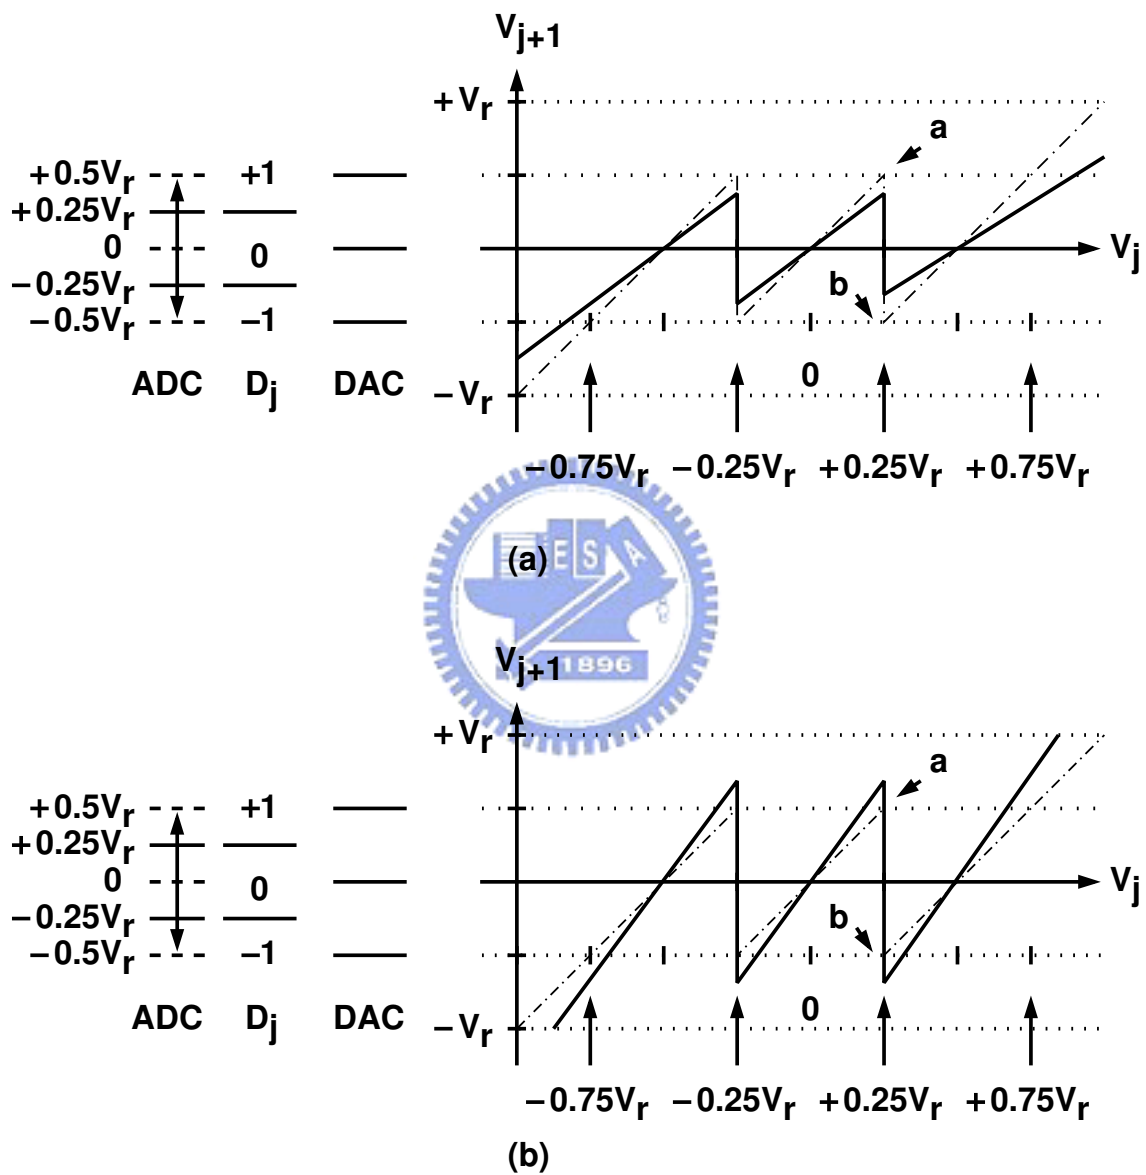 V_{j+1}
+V_r
a
+0.5V_r +1
+0.25V_r
0 0
V_j
−0.25V_r
b
−0.5V_r −1
ADC D_j DAC
0
−V_r
−0.75V_r −0.25V_r +0.25V_r +0.75V_r
(a)
E S A
1896
V_{j+1}
+V_r
a
+0.5V_r +1
+0.25V_r
0 0
V_j
−0.25V_r
b
−0.5V_r −1
ADC D_j DAC
0
−V_r
−0.75V_r −0.25V_r +0.25V_r +0.75V_r
(b)